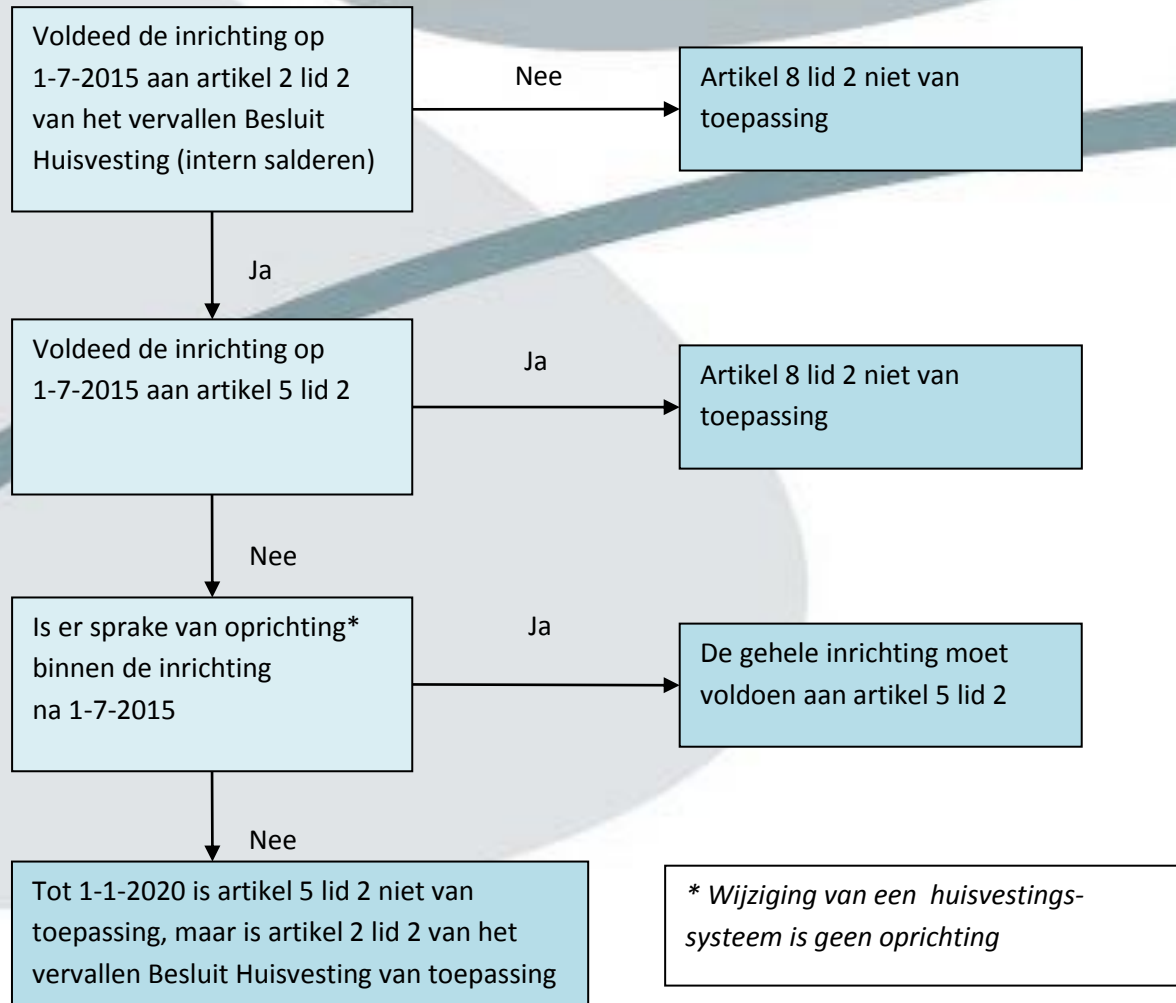 Voldeed de inrichting op
1-7-2015 aan artikel 2 lid 2
van het vervallen Besluit
Huisvesting (intern salderen)
Nee
Artikel 8 lid 2 niet van
toepassing
Ja
Voldeed de inrichting op
1-7-2015 aan artikel 5 lid 2
Ja
Artikel 8 lid 2 niet van
toepassing
Nee
Is er sprake van oprichting*
binnen de inrichting
na 1-7-2015
Ja
De gehele inrichting moet
voldoen aan artikel 5 lid 2
Nee
Tot 1-1-2020 is artikel 5 lid 2 niet van
toepassing, maar is artikel 2 lid 2 van het
vervallen Besluit Huisvesting van toepassing
* Wijziging van een huisvestings-
systeem is geen oprichting